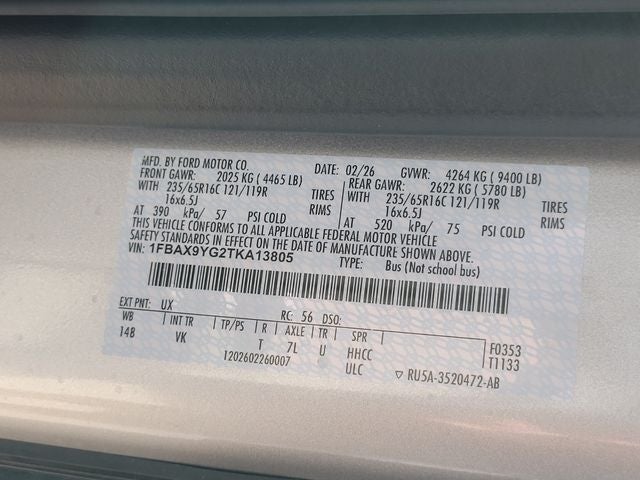 MFD. BY FORD MOTOR CO. DATE: 02/26 GVWR: 4264 KG ( 9400 LB)
FRONT GAWR: 2025 KG ( 4465 LB) REAR GAWR: 2622 KG ( 5780 LB)
WITH 235/65R16C 121/119R TIRES WITH 235/65R16C 121/119R TIRES
16x6.5J RIMS 16x6.5J RIMS
AT 390 kPa/ 57 PSI COLD AT 520 kPa/ 75 PSI COLD
THIS VEHICLE CONFORMS TO ALL APPLICABLE FEDERAL MOTOR VEHICLE
SAFETY STANDARDS IN EFFECT ON THE DATE OF MANUFACTURE SHOWN ABOVE.
VIN: 1FBAX9YG2TKA13805 TYPE: Bus (Not school bus)
EXT PNT: UX RC: 56 DSO:
WB INT TR TP/PS R AXLE TR SPR F0353
148 VK T 7L U HHCC T1133
1202602260007 ULC ▽ RU5A-3520472-AB